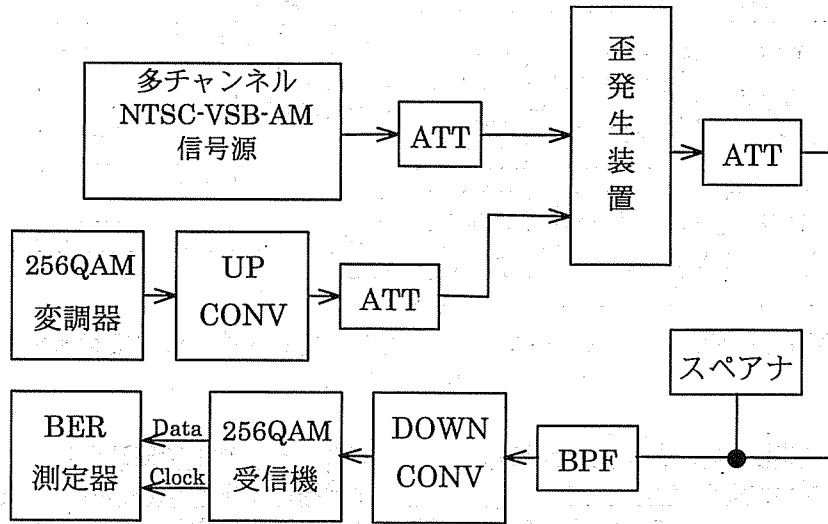 多チャンネル
NTSC-VSB-AM
信号源
ATT
歪発生装置
ATT
256QAM
変調器
UP
CONV
ATT
スペアナ
BER
測定器
Data
Clock
256QAM
受信機
DOWN
CONV
BPF